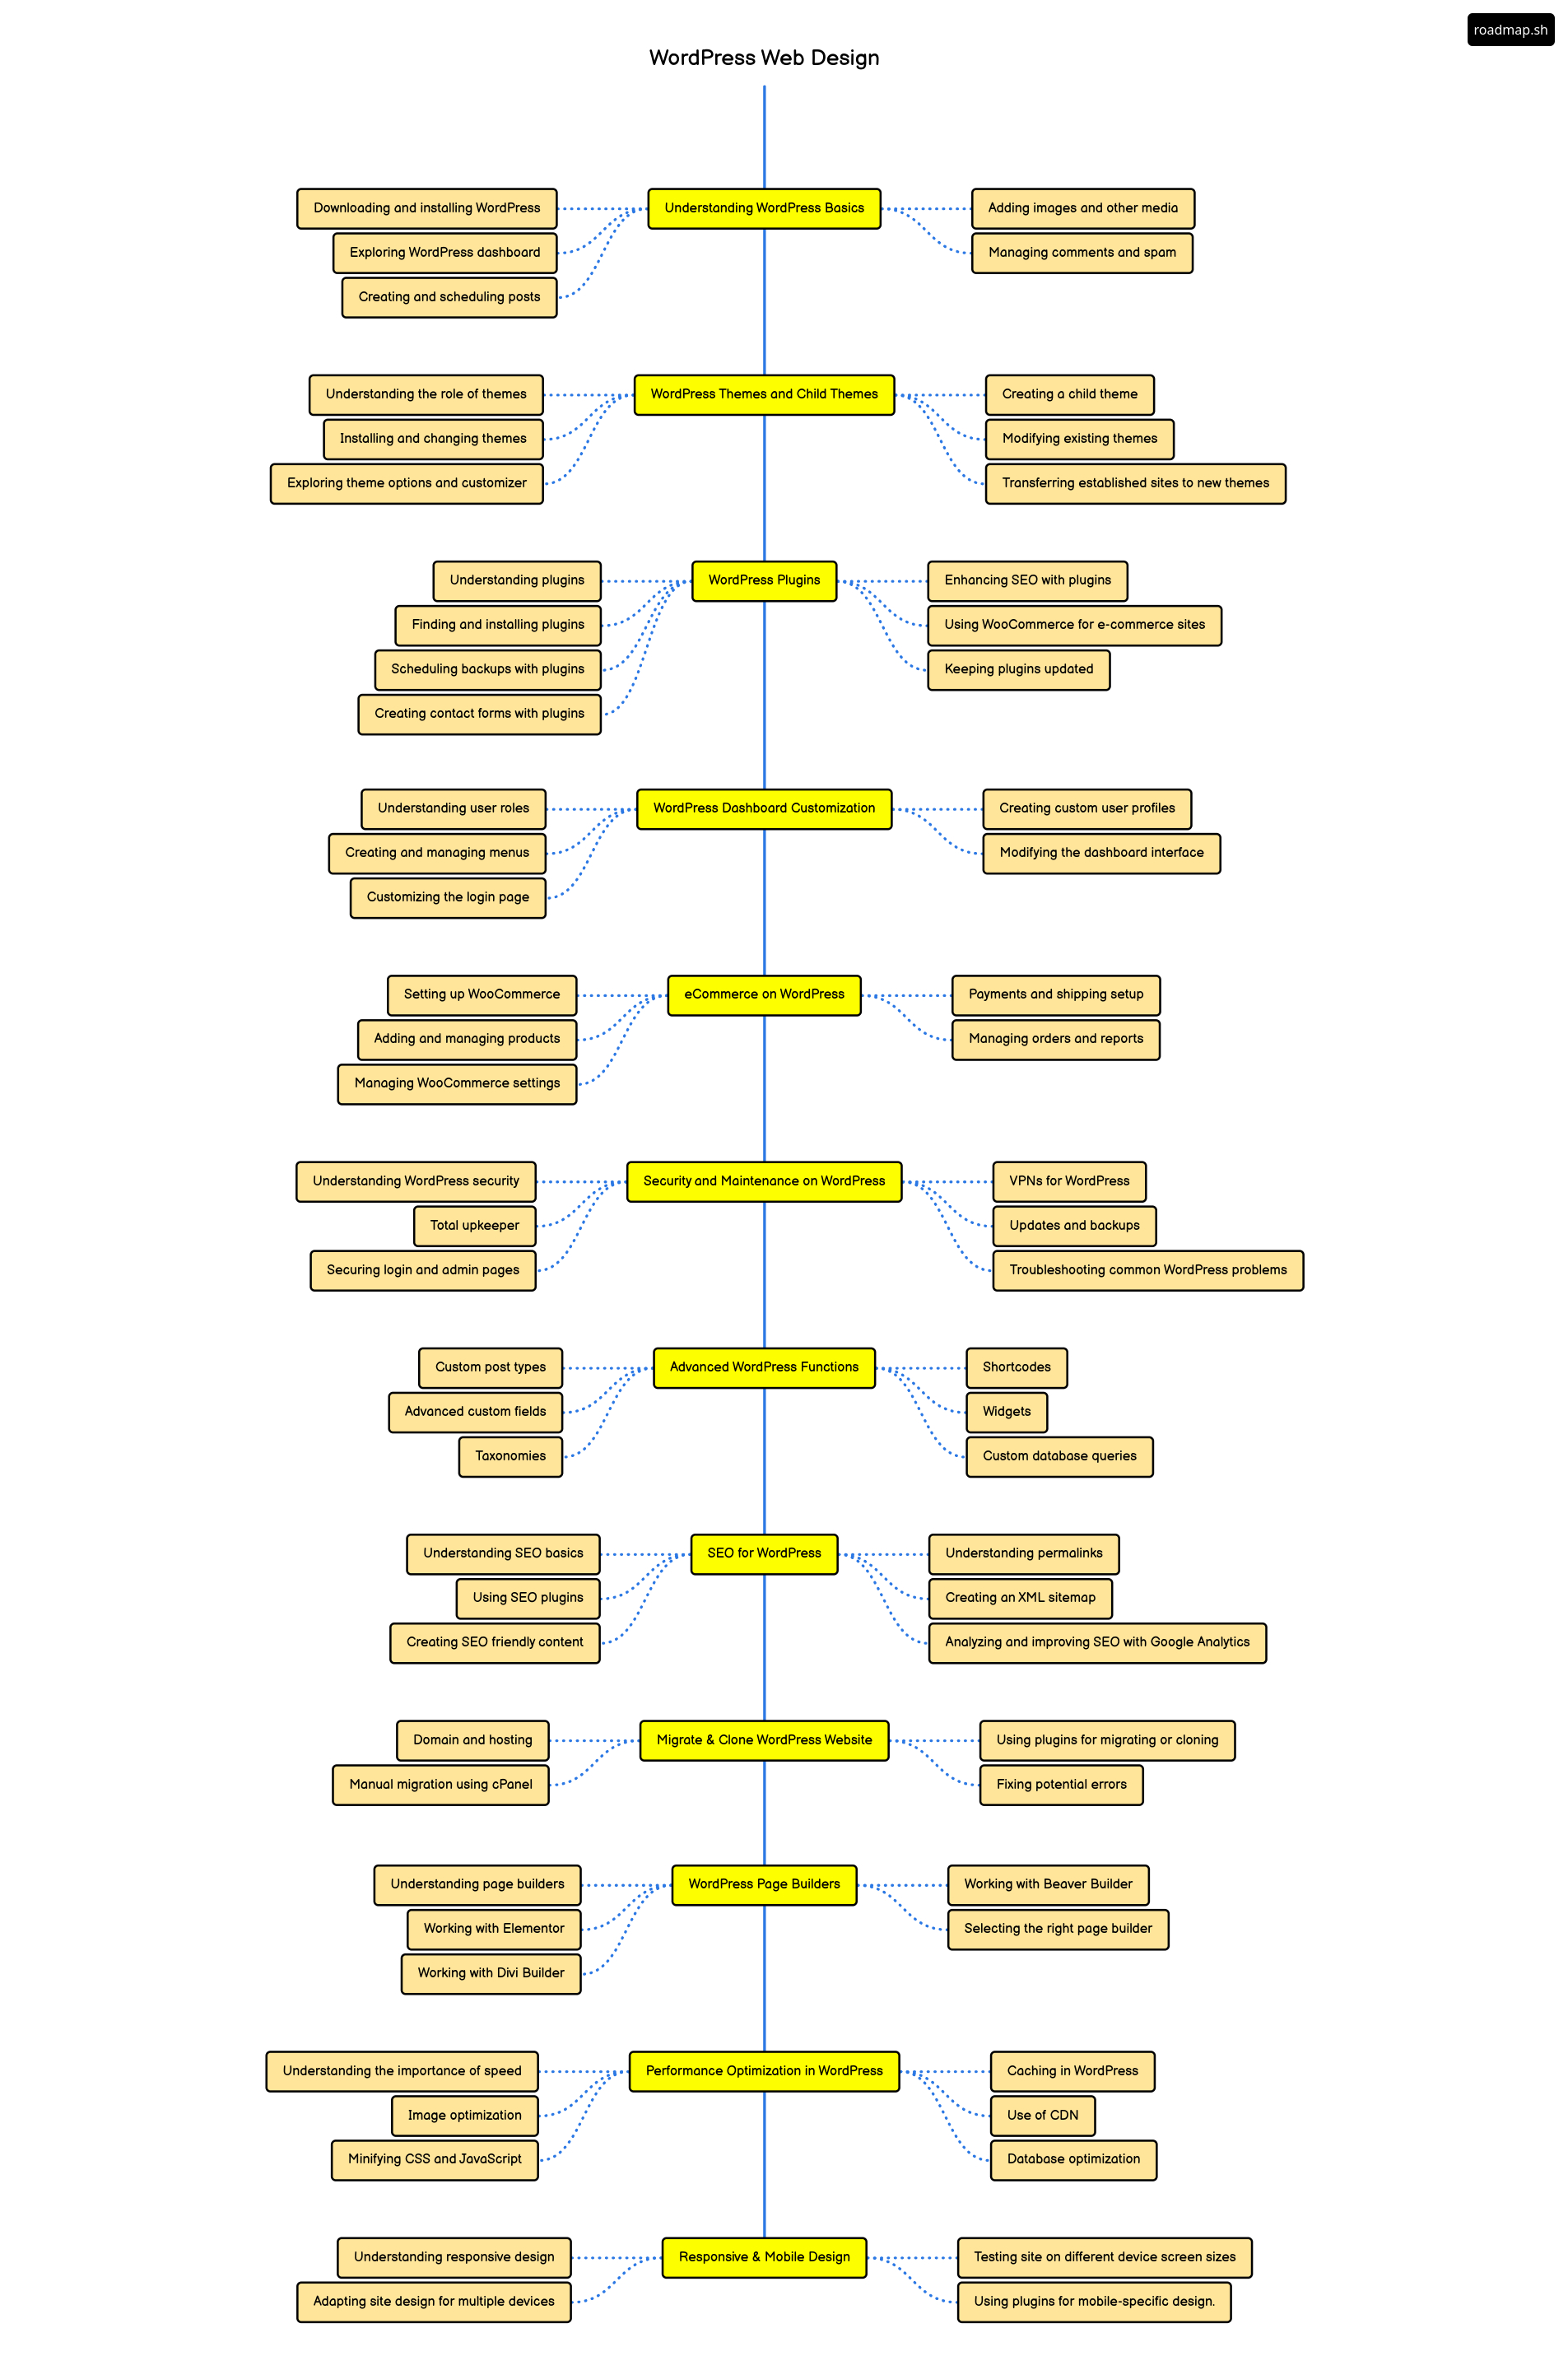 roadmap.sh
WordPress Web Design
Understanding WordPress Basics
Downloading and installing WordPress
Exploring WordPress dashboard
Creating and scheduling posts
Adding images and other media
Managing comments and spam
WordPress Themes and Child Themes
Understanding the role of themes
Installing and changing themes
Exploring theme options and customizer
Creating a child theme
Modifying existing themes
Transferring established sites to new themes
WordPress Plugins
Understanding plugins
Finding and installing plugins
Scheduling backups with plugins
Creating contact forms with plugins
Enhancing SEO with plugins
Using WooCommerce for e-commerce sites
Keeping plugins updated
WordPress Dashboard Customization
Understanding user roles
Creating and managing menus
Customizing the login page
Creating custom user profiles
Modifying the dashboard interface
eCommerce on WordPress
Setting up WooCommerce
Adding and managing products
Managing WooCommerce settings
Payments and shipping setup
Managing orders and reports
Security and Maintenance on WordPress
Understanding WordPress security
Total upkeeper
Securing login and admin pages
VPNs for WordPress
Updates and backups
Troubleshooting common WordPress problems
Advanced WordPress Functions
Custom post types
Advanced custom fields
Taxonomies
Shortcodes
Widgets
Custom database queries
SEO for WordPress
Understanding SEO basics
Using SEO plugins
Creating SEO friendly content
Understanding permalinks
Creating an XML sitemap
Analyzing and improving SEO with Google Analytics
Migrate & Clone WordPress Website
Domain and hosting
Manual migration using cPanel
Using plugins for migrating or cloning
Fixing potential errors
WordPress Page Builders
Understanding page builders
Working with Elementor
Working with Divi Builder
Working with Beaver Builder
Selecting the right page builder
Performance Optimization in WordPress
Understanding the importance of speed
Image optimization
Minifying CSS and JavaScript
Caching in WordPress
Use of CDN
Database optimization
Responsive & Mobile Design
Understanding responsive design
Adapting site design for multiple devices
Testing site on different device screen sizes
Using plugins for mobile-specific design.